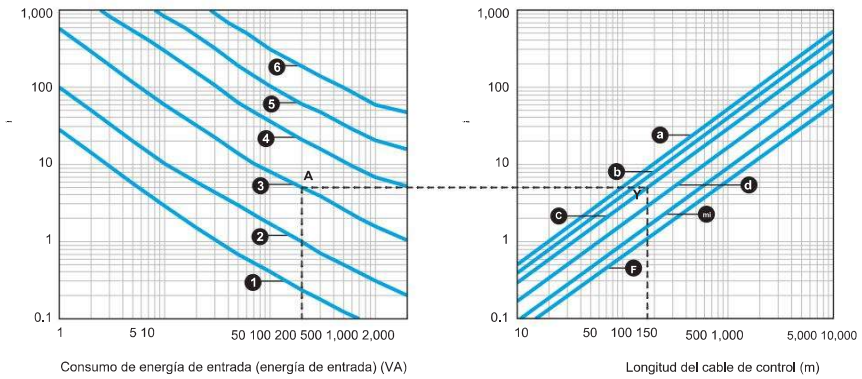 1,000
100
10
1
0.1
1 5 10 50 100 200 500 1,000 2,000
Consumo de energía de entrada (energía de entrada) (VA)
6
5
4
3
A
2
1
1,000
100
10
1
0.1
10 50 100 150 500 1,000 5,000 10,000
Longitud del cable de control (m)
a
b
Y
d
C
mi
F